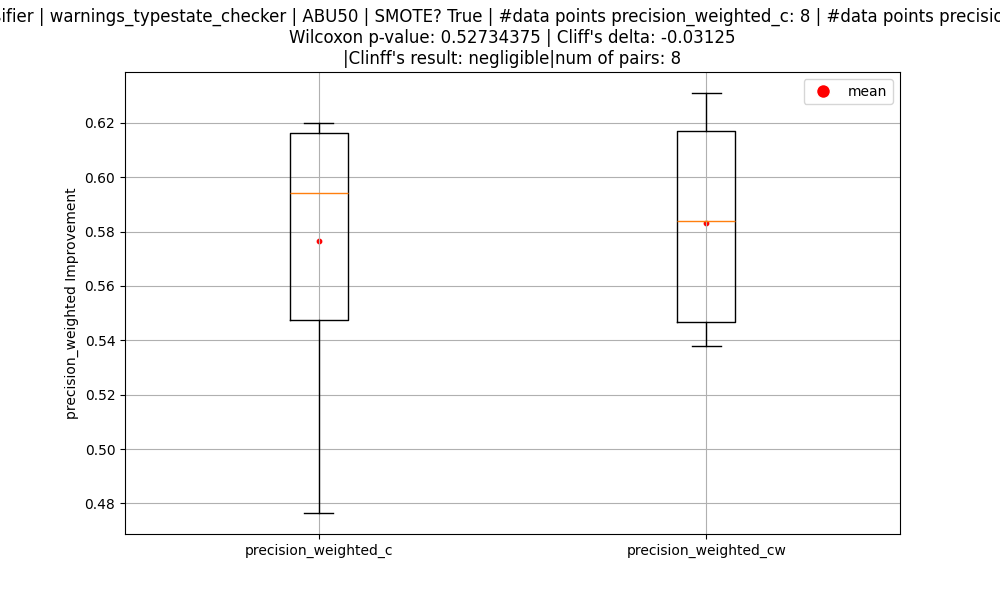 warnings_typestate_checker | ABU50 | SMOTE? True | #data points precision_weighted_c: 8 | #data points
Wilcoxon p-value: 0.52734375 | Cliff's delta: -0.03125
|Clinff's result: negligible|num of pairs: 8
mean
precision_weighted Improvement
0.62
0.60
0.58
0.56
0.54
0.52
0.50
0.48
precision_weighted_c
precision_weighted_cw